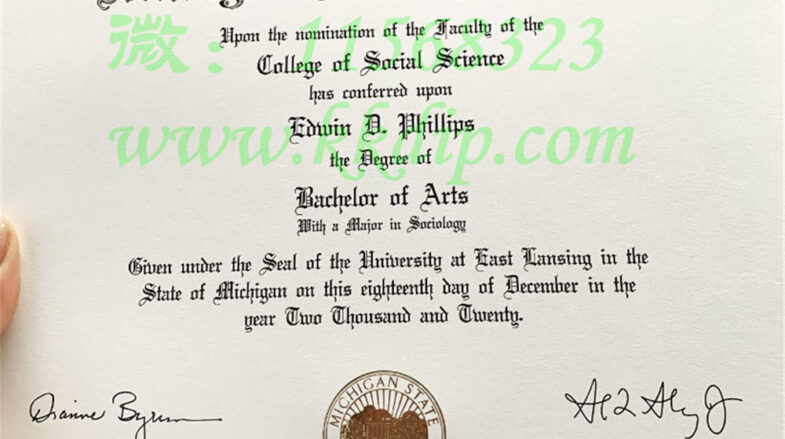 Upon the nomination of the Faculty of the
微: 11568323
College of Social Science
has conferred upon
Edwin D. Phillips
www.kkdip.com
the Degree of
Bachelor of Arts
With a Major in Sociology
Given under the Seal of the University at East Lansing in the
State of Michigan on this eighteenth day of December in the
year Two Thousand and Twenty.
MICHIGAN STATE
Dianne Byrum